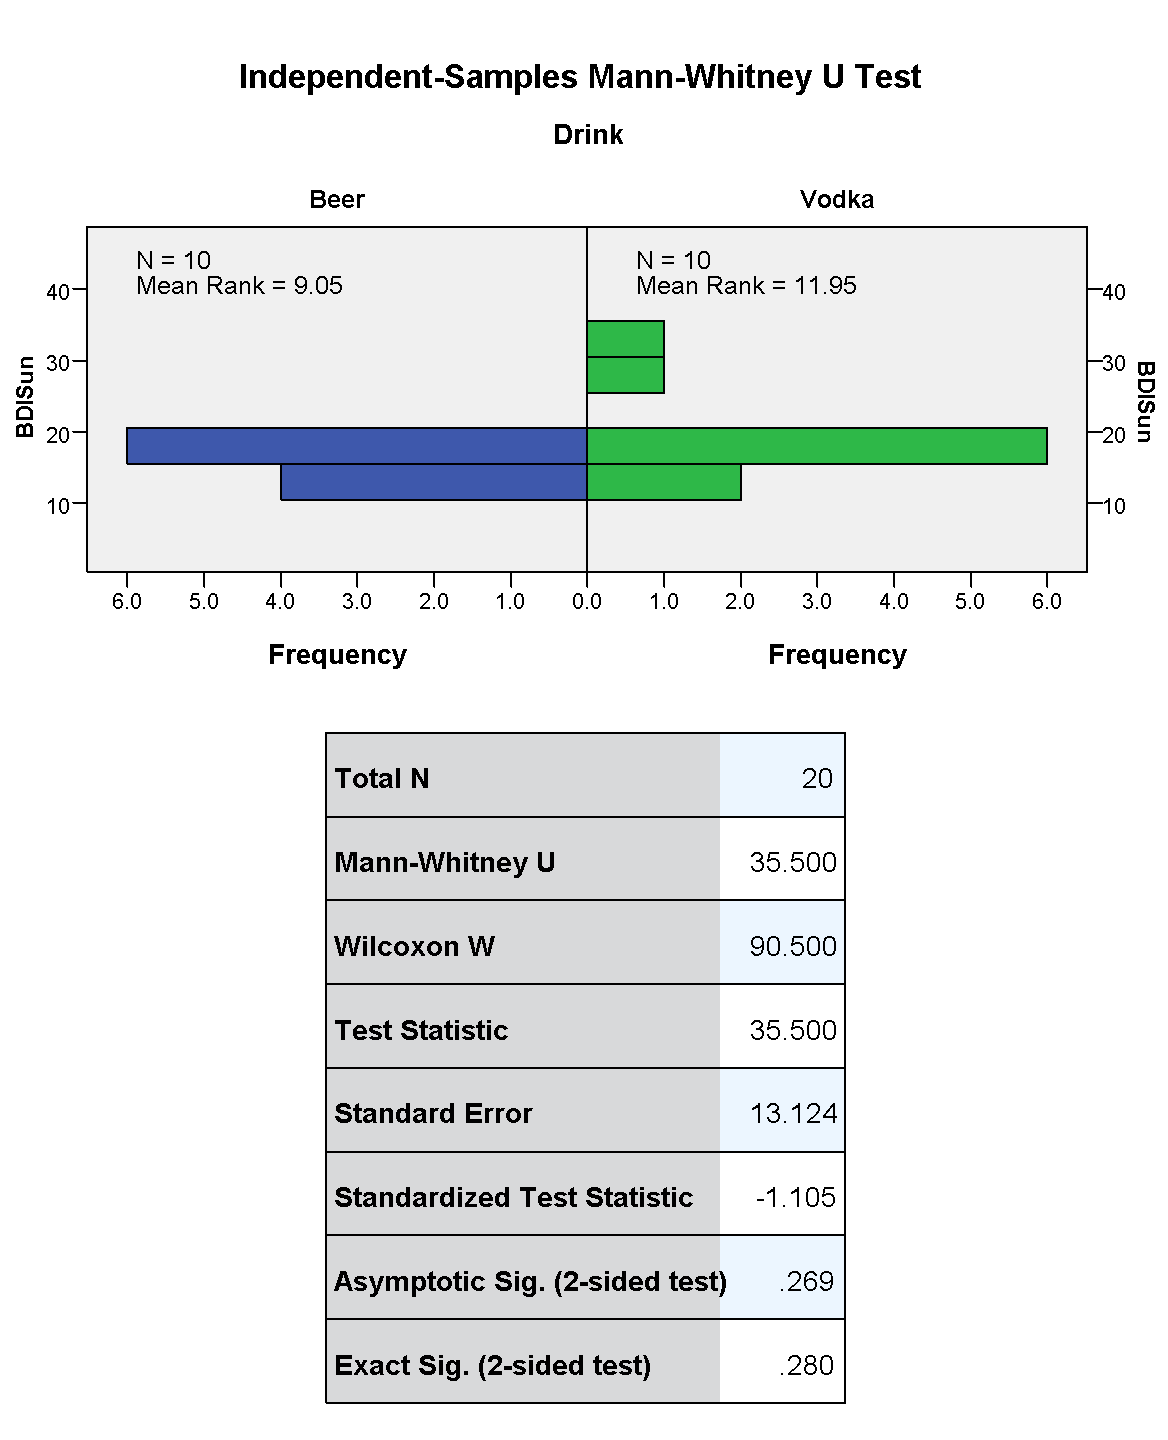 Independent-Samples Mann-Whitney U Test
Drink
Beer Vodka
N = 10
Mean Rank = 9.05
N = 10
Mean Rank = 11.95
BDISun
40
30
20
10
40
30
20
10
BDISun
6.0 5.0 4.0 3.0 2.0 1.0 0.0 1.0 2.0 3.0 4.0 5.0 6.0
Frequency Frequency
Total N 20
Mann-Whitney U 35.500
Wilcoxon W 90.500
Test Statistic 35.500
Standard Error 13.124
Standardized Test Statistic -1.105
Asymptotic Sig. (2-sided test) .269
Exact Sig. (2-sided test) .280